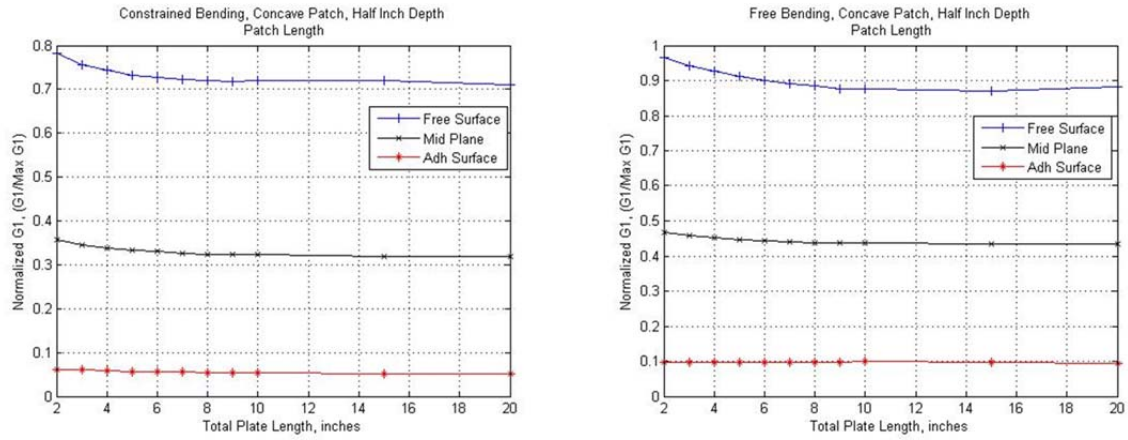 Constrained Bending, Concave Patch, Half Inch Depth
Patch Length
0.8
0.7
0.6
0.5
0.4
0.3
0.2
0.1
0
Normalized G1, (G1/Max G1)
Free Surface
Mid Plane
Adh Surface
2 4 6 8 10 12 14 16 18 20
Total Plate Length, inches
Free Bending, Concave Patch, Half Inch Depth
Patch Length
1
0.9
0.8
0.7
0.6
0.5
0.4
0.3
0.2
0.1
0
Normalized G1, (G1/Max G1)
Free Surface
Mid Plane
Adh Surface
2 4 6 8 10 12 14 16 18 20
Total Plate Length, inches